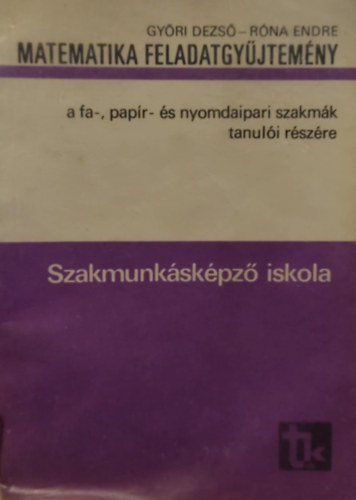 GYŐRI DEZSŐ–RÓNA ENDRE
MATEMATIKA FELADATGYŰJTEMÉNY
a fa-, papír- és nyomdaipari szakmák
tanulói részére
Szakmunkásképző iskola
tk